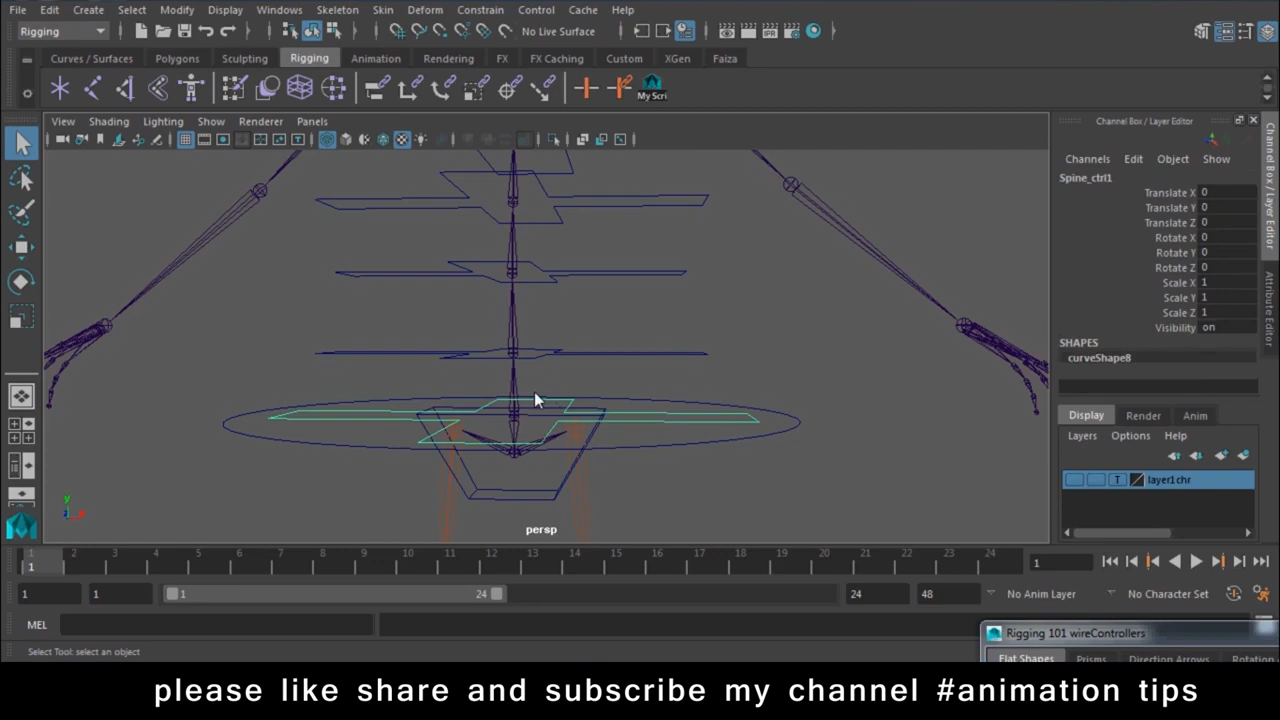 File Edit Create Select Modify Display Windows Skeleton Skin Deform Constrain Control Cache Help
Rigging
No Live Surface
Curves / Surfaces Polygons Sculpting Rigging Animation Rendering FX FX Caching Custom XGen Faiza
My Scri
View Shading Lighting Show Renderer Panels
Channel Box / Layer Editor
Channels Edit Object Show
Spine_ctrl1
Translate X 0
Translate Y 0
Translate Z 0
Rotate X 0
Rotate Y 0
Rotate Z 0
Scale X 1
Scale Y 1
Scale Z 1
Visibility on
SHAPES
curveShape8
Display Render Anim
Layers Options Help
T layer1chr
Channel Box / Layer Editor
Attribute Editor
y
persp
1 2 3 4 5 6 7 8 9 10 11 12 13 14 15 16 17 18 19 20 21 22 23 24
1
1
1 1 1 24 24 48 No Anim Layer No Character Set
MEL
Select Tool: select an object
Rigging 101 wireControllers
Flat Shapes Prisms Direction Arrows Rotation
please like share and subscribe my channel #animation tips